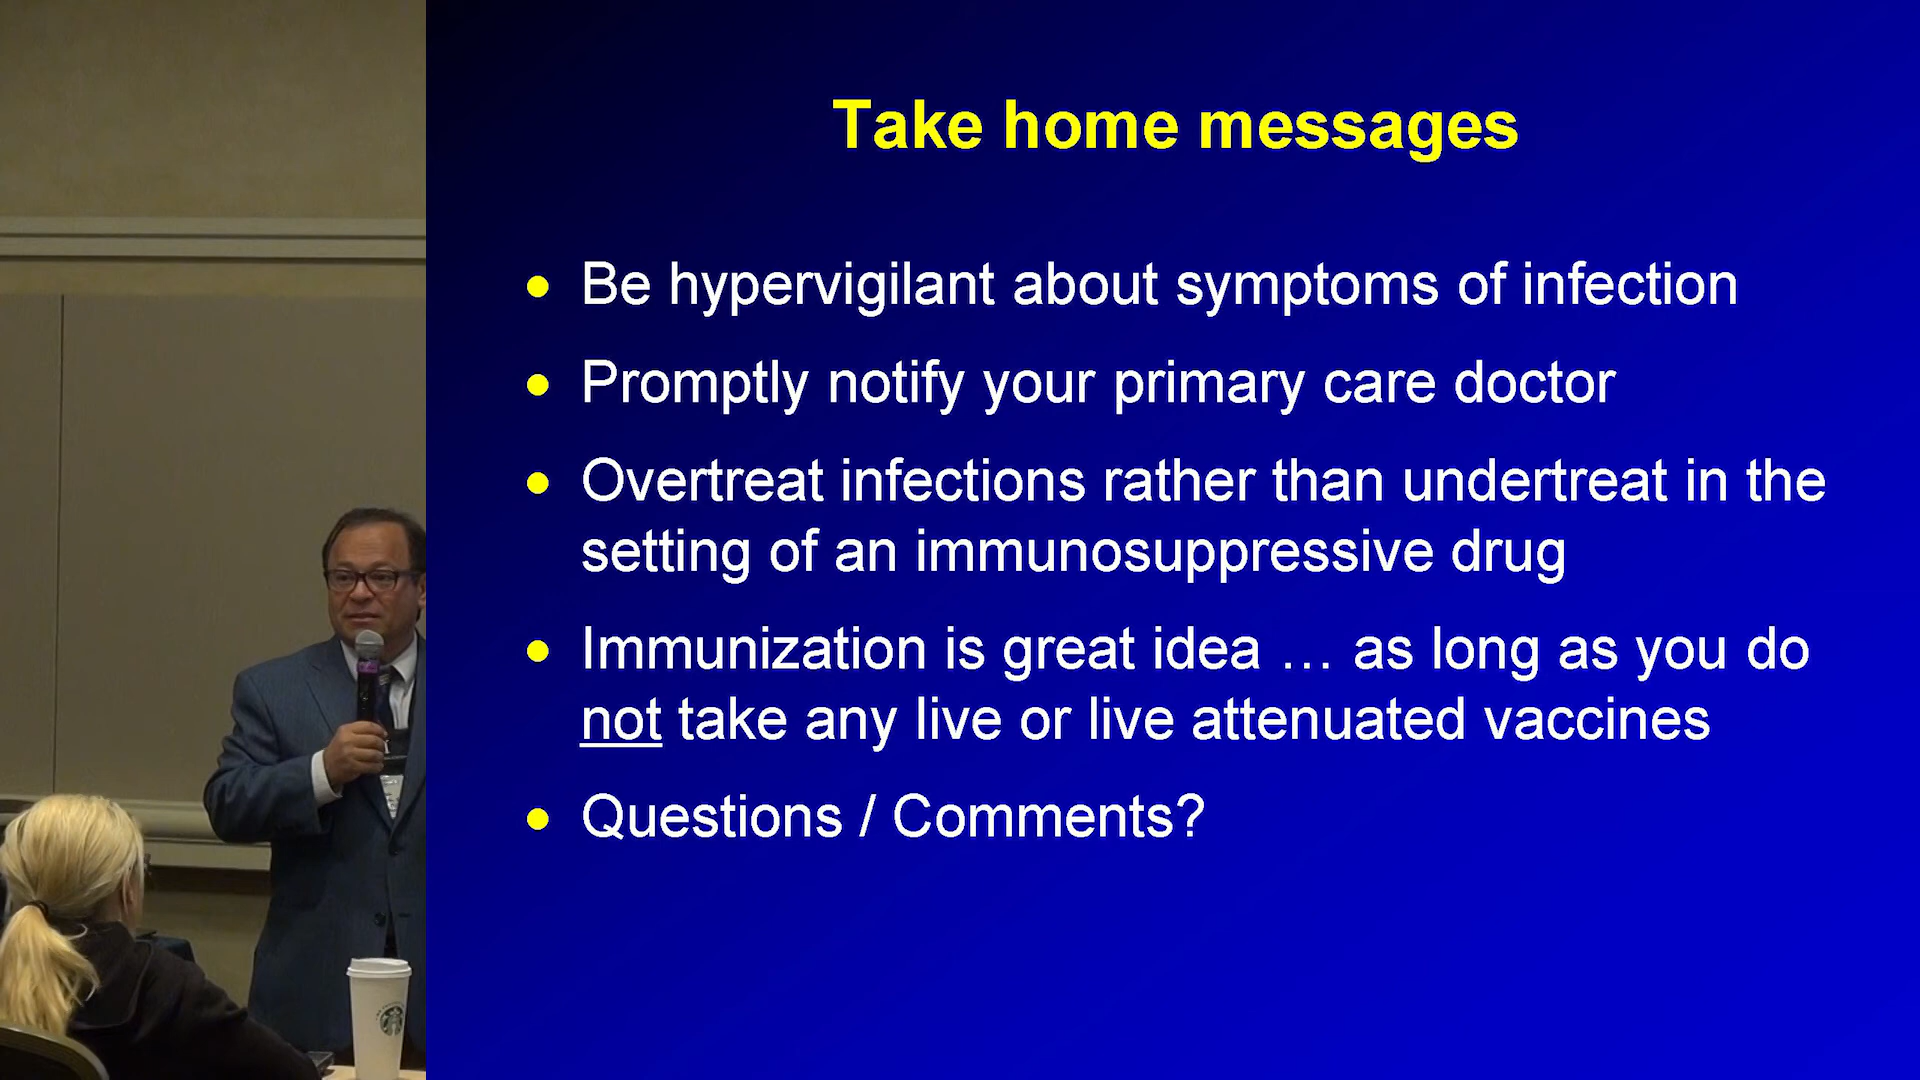 Take home messages
• Be hypervigilant about symptoms of infection
• Promptly notify your primary care doctor
• Overtreat infections rather than undertreat in the
setting of an immunosuppressive drug
• Immunization is great idea … as long as you do
not take any live or live attenuated vaccines
• Questions / Comments?